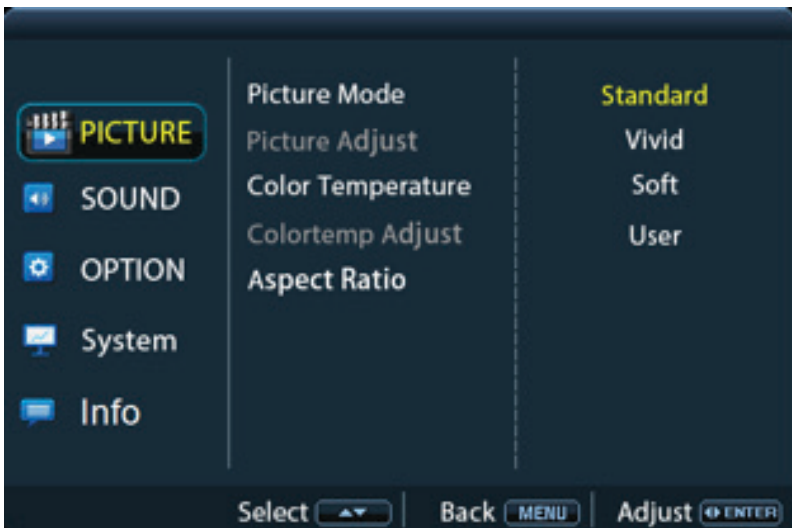 PICTURE
SOUND
OPTION
System
Info
Picture Mode
Picture Adjust
Color Temperature
Colortemp Adjust
Aspect Ratio
Standard
Vivid
Soft
User
Select Back MENU Adjust ENTER